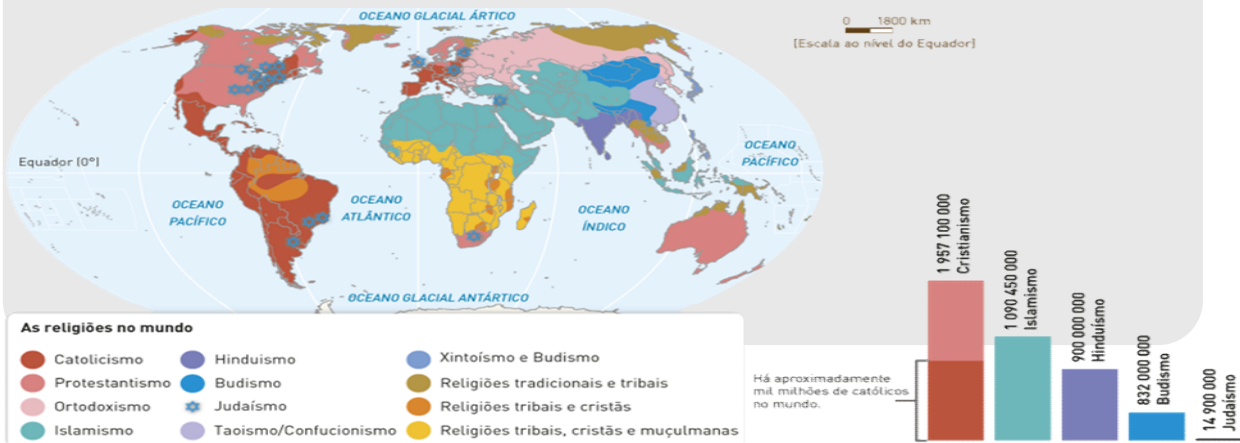 OCEANO GLACIAL ÁRTICO
0 1800 km
[Escala ao nível do Equador]
Equador (0°)
OCEANO
PACÍFICO
OCEANO
ATLÂNTICO
OCEANO
ÍNDICO
OCEANO
PACÍFICO
OCEANO GLACIAL ANTÁRTICO
As religiões no mundo
Catolicismo
Protestantismo
Ortodoxismo
Islamismo
Hinduismo
Budismo
Judaísmo
Taoismo/Confucionismo
Xintoísmo e Budismo
Religiões tradicionais e tribais
Religiões tribais e cristãs
Religiões tribais, cristãs e muçulmanas
Há aproximadamente
mil milhões de católicos
no mundo.
1 957 100 000
Cristianismo
1 090 450 000
Islamismo
900 000 000
Hinduismo
832 000 000
Budismo
14 900 000
Judaísmo